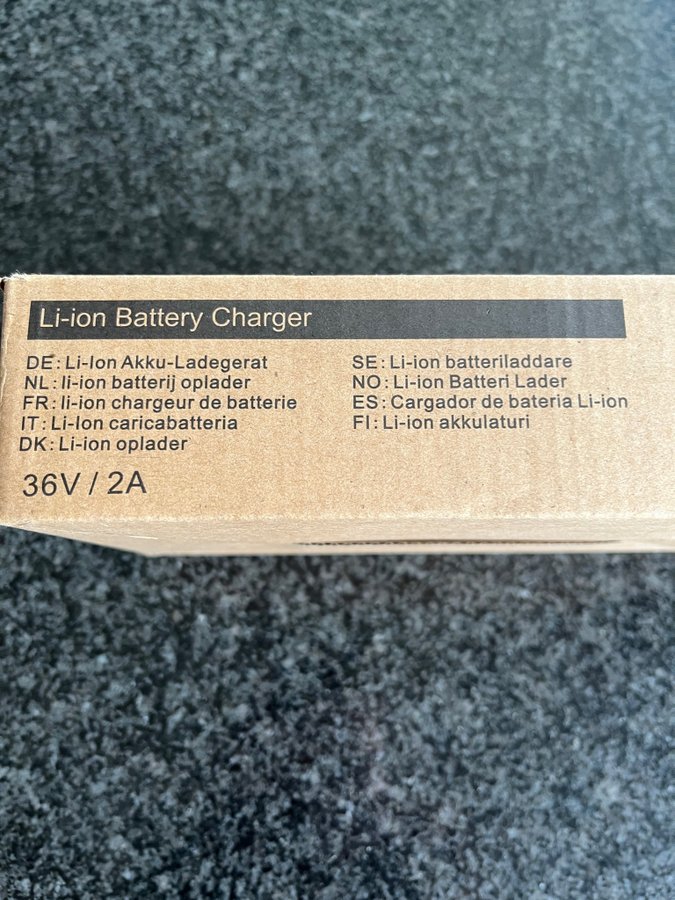 Li-ion Battery Charger
DE: Li-Ion Akku-Ladegerat
NL: li-ion batterij oplader
FR: li-ion chargeur de batterie
IT: Li-Ion caricabatteria
DK: Li-ion oplader
SE: Li-ion batteriladdare
NO: Li-ion Batteri Lader
ES: Cargador de bateria Li-ion
FI: Li-ion akkulaturi
36V / 2A